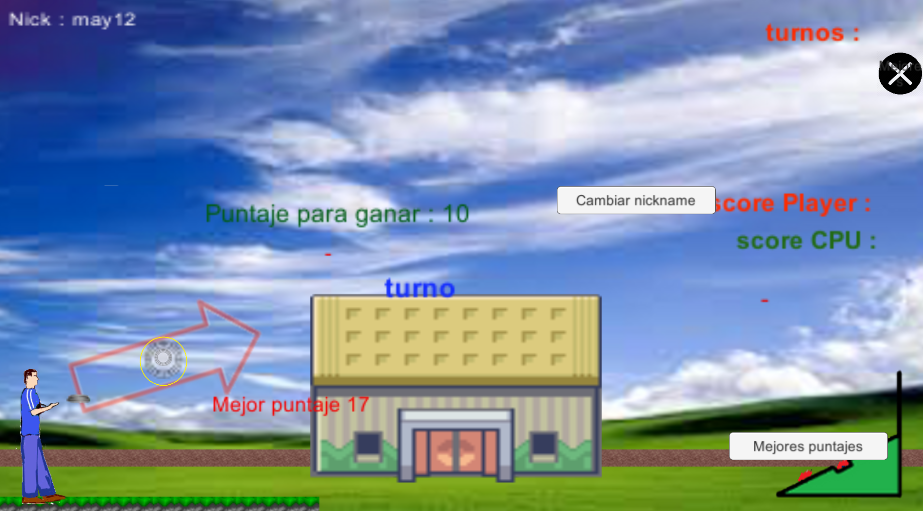 Nick : may12
turnos :
Cambiar nickname
score Player :
Puntaje para ganar : 10
score CPU :
-
turno
-
Mejor puntaje 17
Mejores puntajes